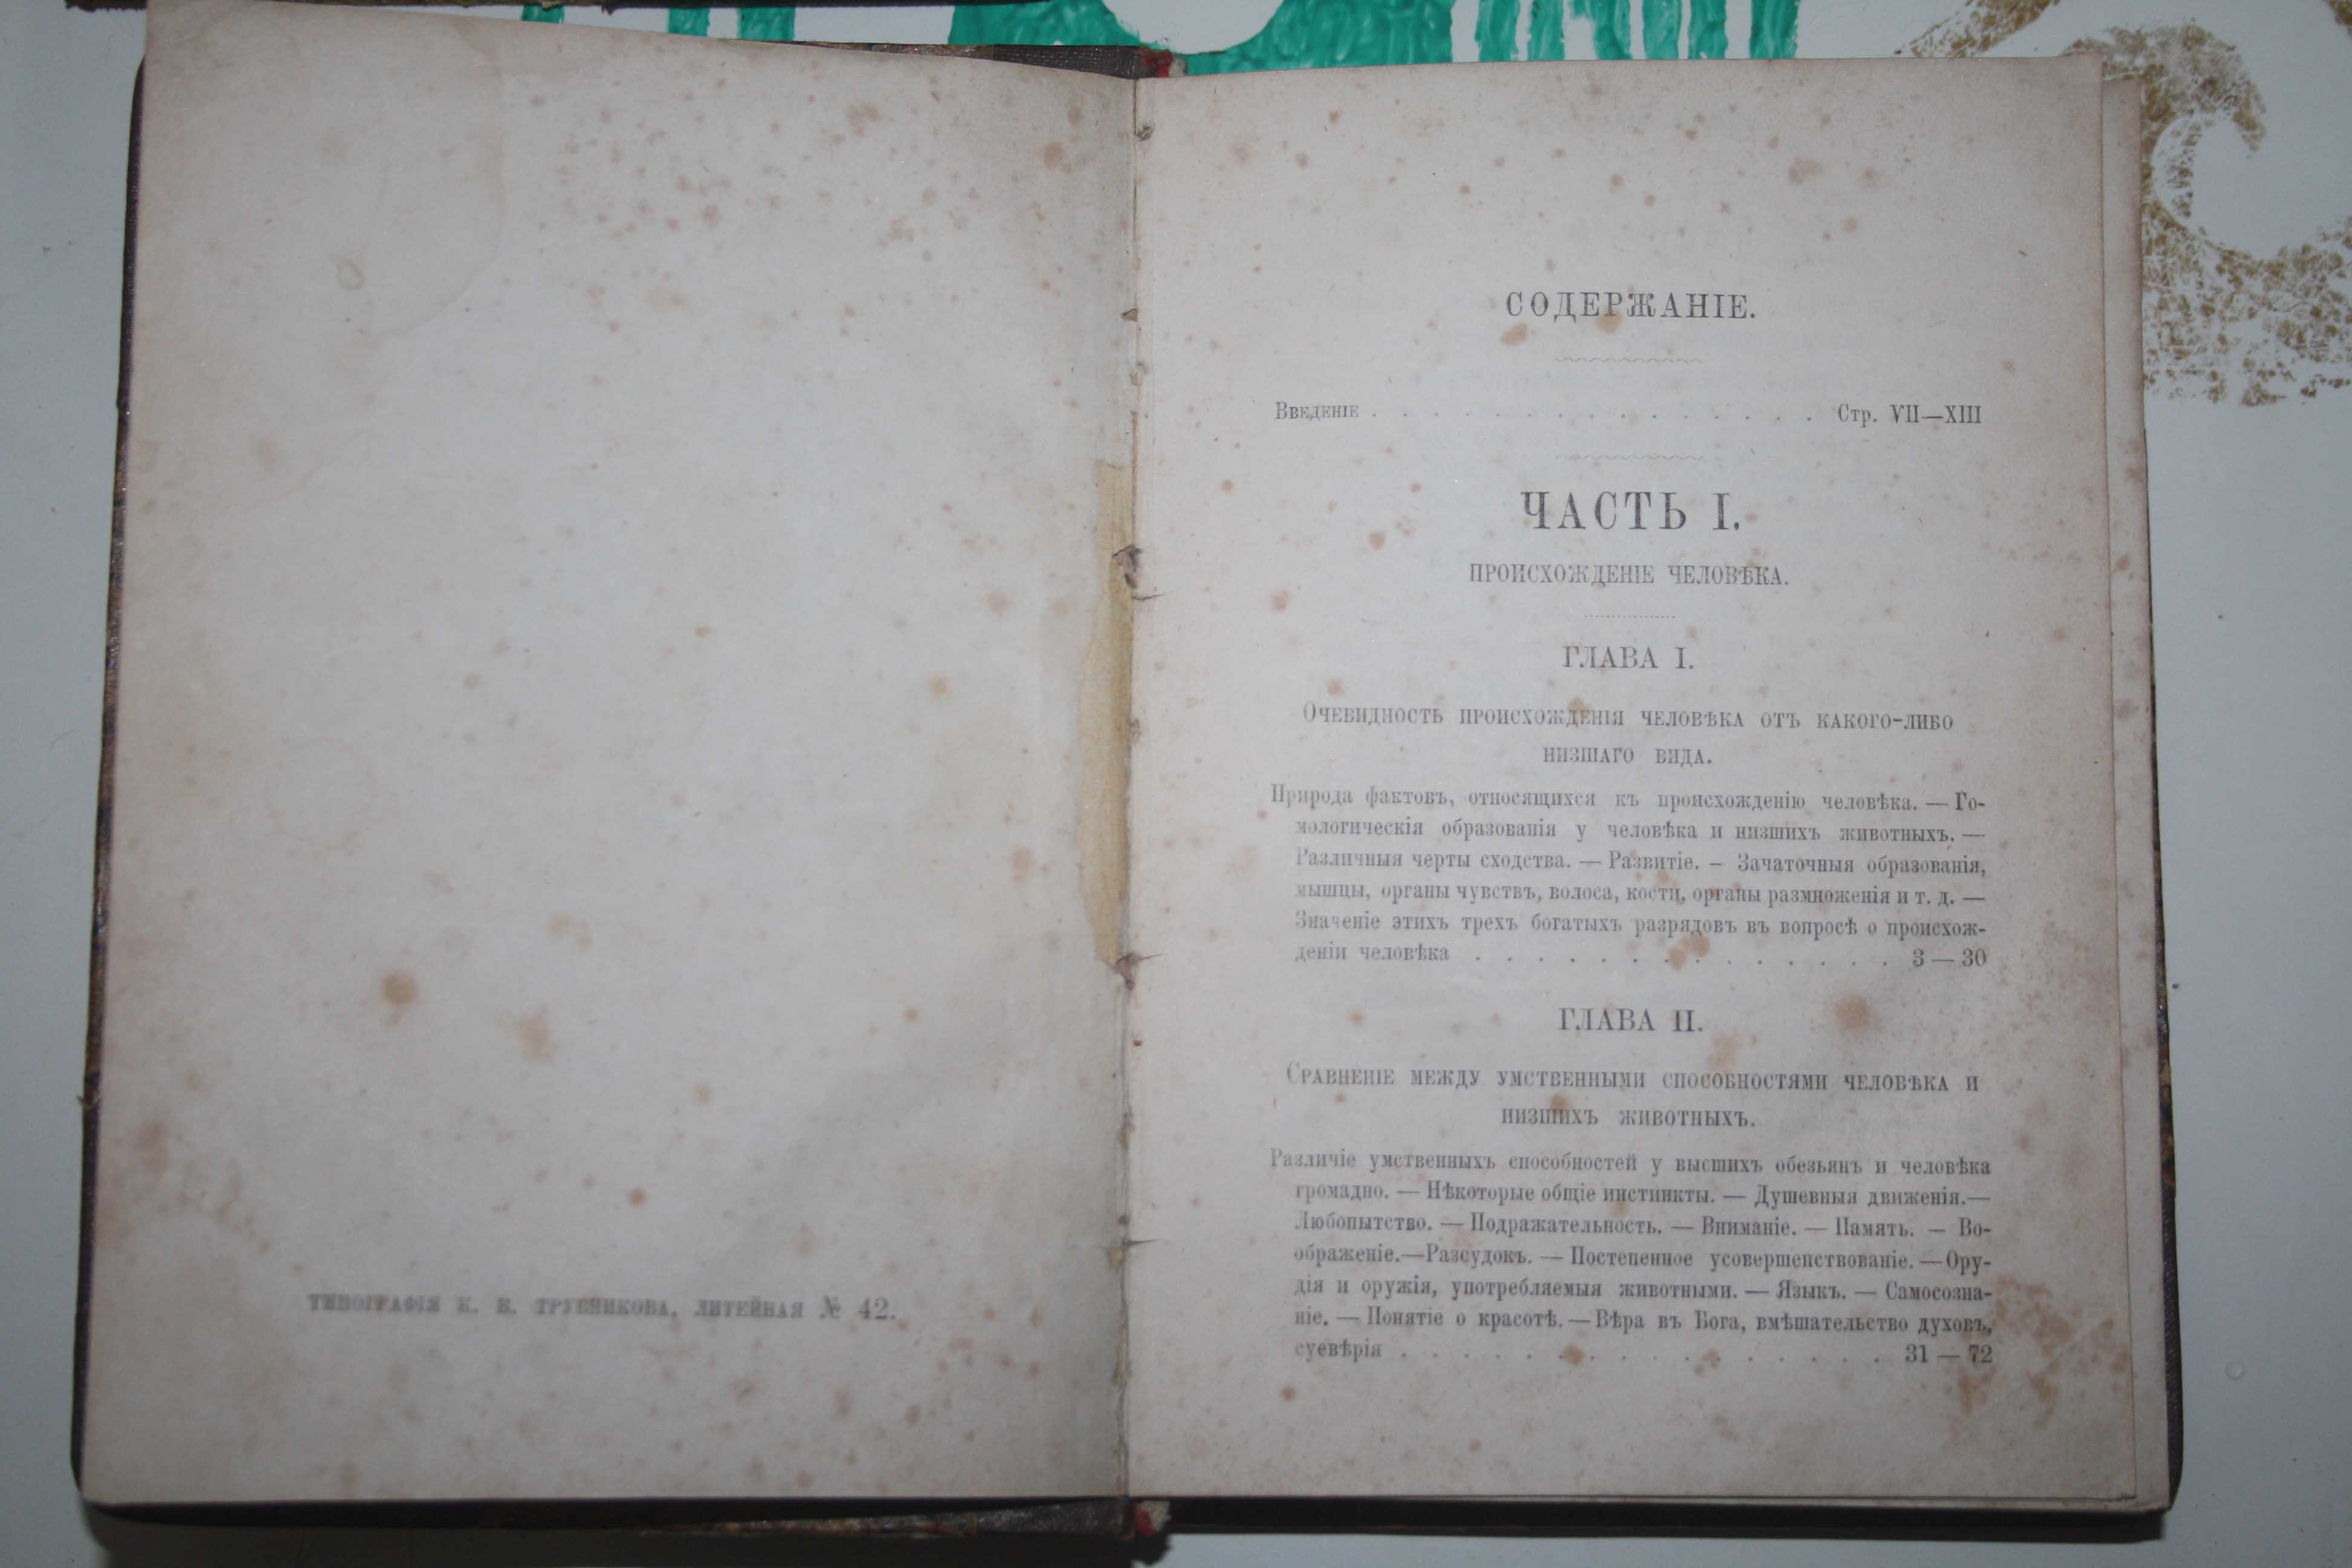 ТИПОГРАФІЯ К. В. ТРУБНИКОВА, ЛИТЕЙНАЯ № 42.
СОДЕРЖАНІЕ.
Введеніе . . . . . . . . . . . . . . . Стр. VII—XIII
ЧАСТЬ I.
ПРОИСХОЖДЕНІЕ ЧЕЛОВѢКА.
ГЛАВА I.
Очевидность происхожденія человѣка отъ какого-либо
низшаго вида.
Природа фактовъ, относящихся къ происхожденію человѣка. — Го-
мологическія образованія у человѣка и низшихъ животныхъ. —
Различныя черты сходства. — Развитіе. — Зачаточныя образованія,
мышцы, органы чувствъ, волоса, кости, органы размноженія и т. д. —
Значеніе этихъ трехъ богатыхъ разрядовъ въ вопросѣ о происхож-
деніи человѣка . . . . . . . . . . . . . . 3 — 30
ГЛАВА II.
Сравненіе между умственными способностями человѣка и
низшихъ животныхъ.
Различіе умственныхъ способностей у высшихъ обезьянъ и человѣка
громадно. — Нѣкоторые общіе инстинкты. — Душевныя движенія.—
Любопытство. — Подражательность. — Вниманіе. — Память. — Во-
ображеніе.—Разсудокъ. — Постепенное усовершенствованіе. — Ору-
дія и оружія, употребляемыя животными. — Языкъ. — Самосозна-
ніе. — Понятіе о красотѣ. — Вѣра въ Бога, вмѣшательство духовъ,
суевѣрія . . . . . . . . . . . . . . . . 31 — 72